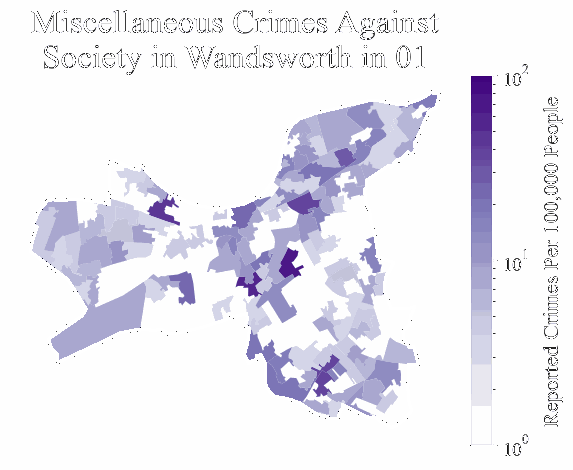 Miscellaneous Crimes Against
Society in Wandsworth in 01
10²
10¹
10⁰
Reported Crimes Per 100,000 People